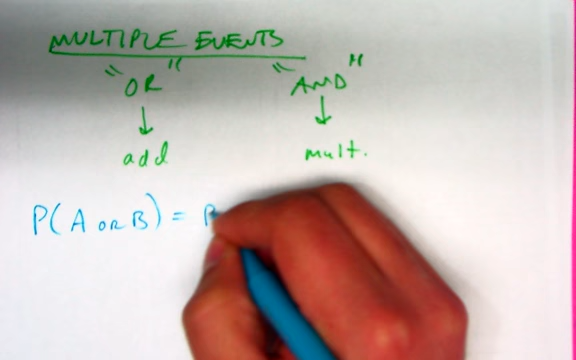 MULTIPLE EVENTS
"OR" "AND"
↓ ↓
add mult.
P(A OR B) = P